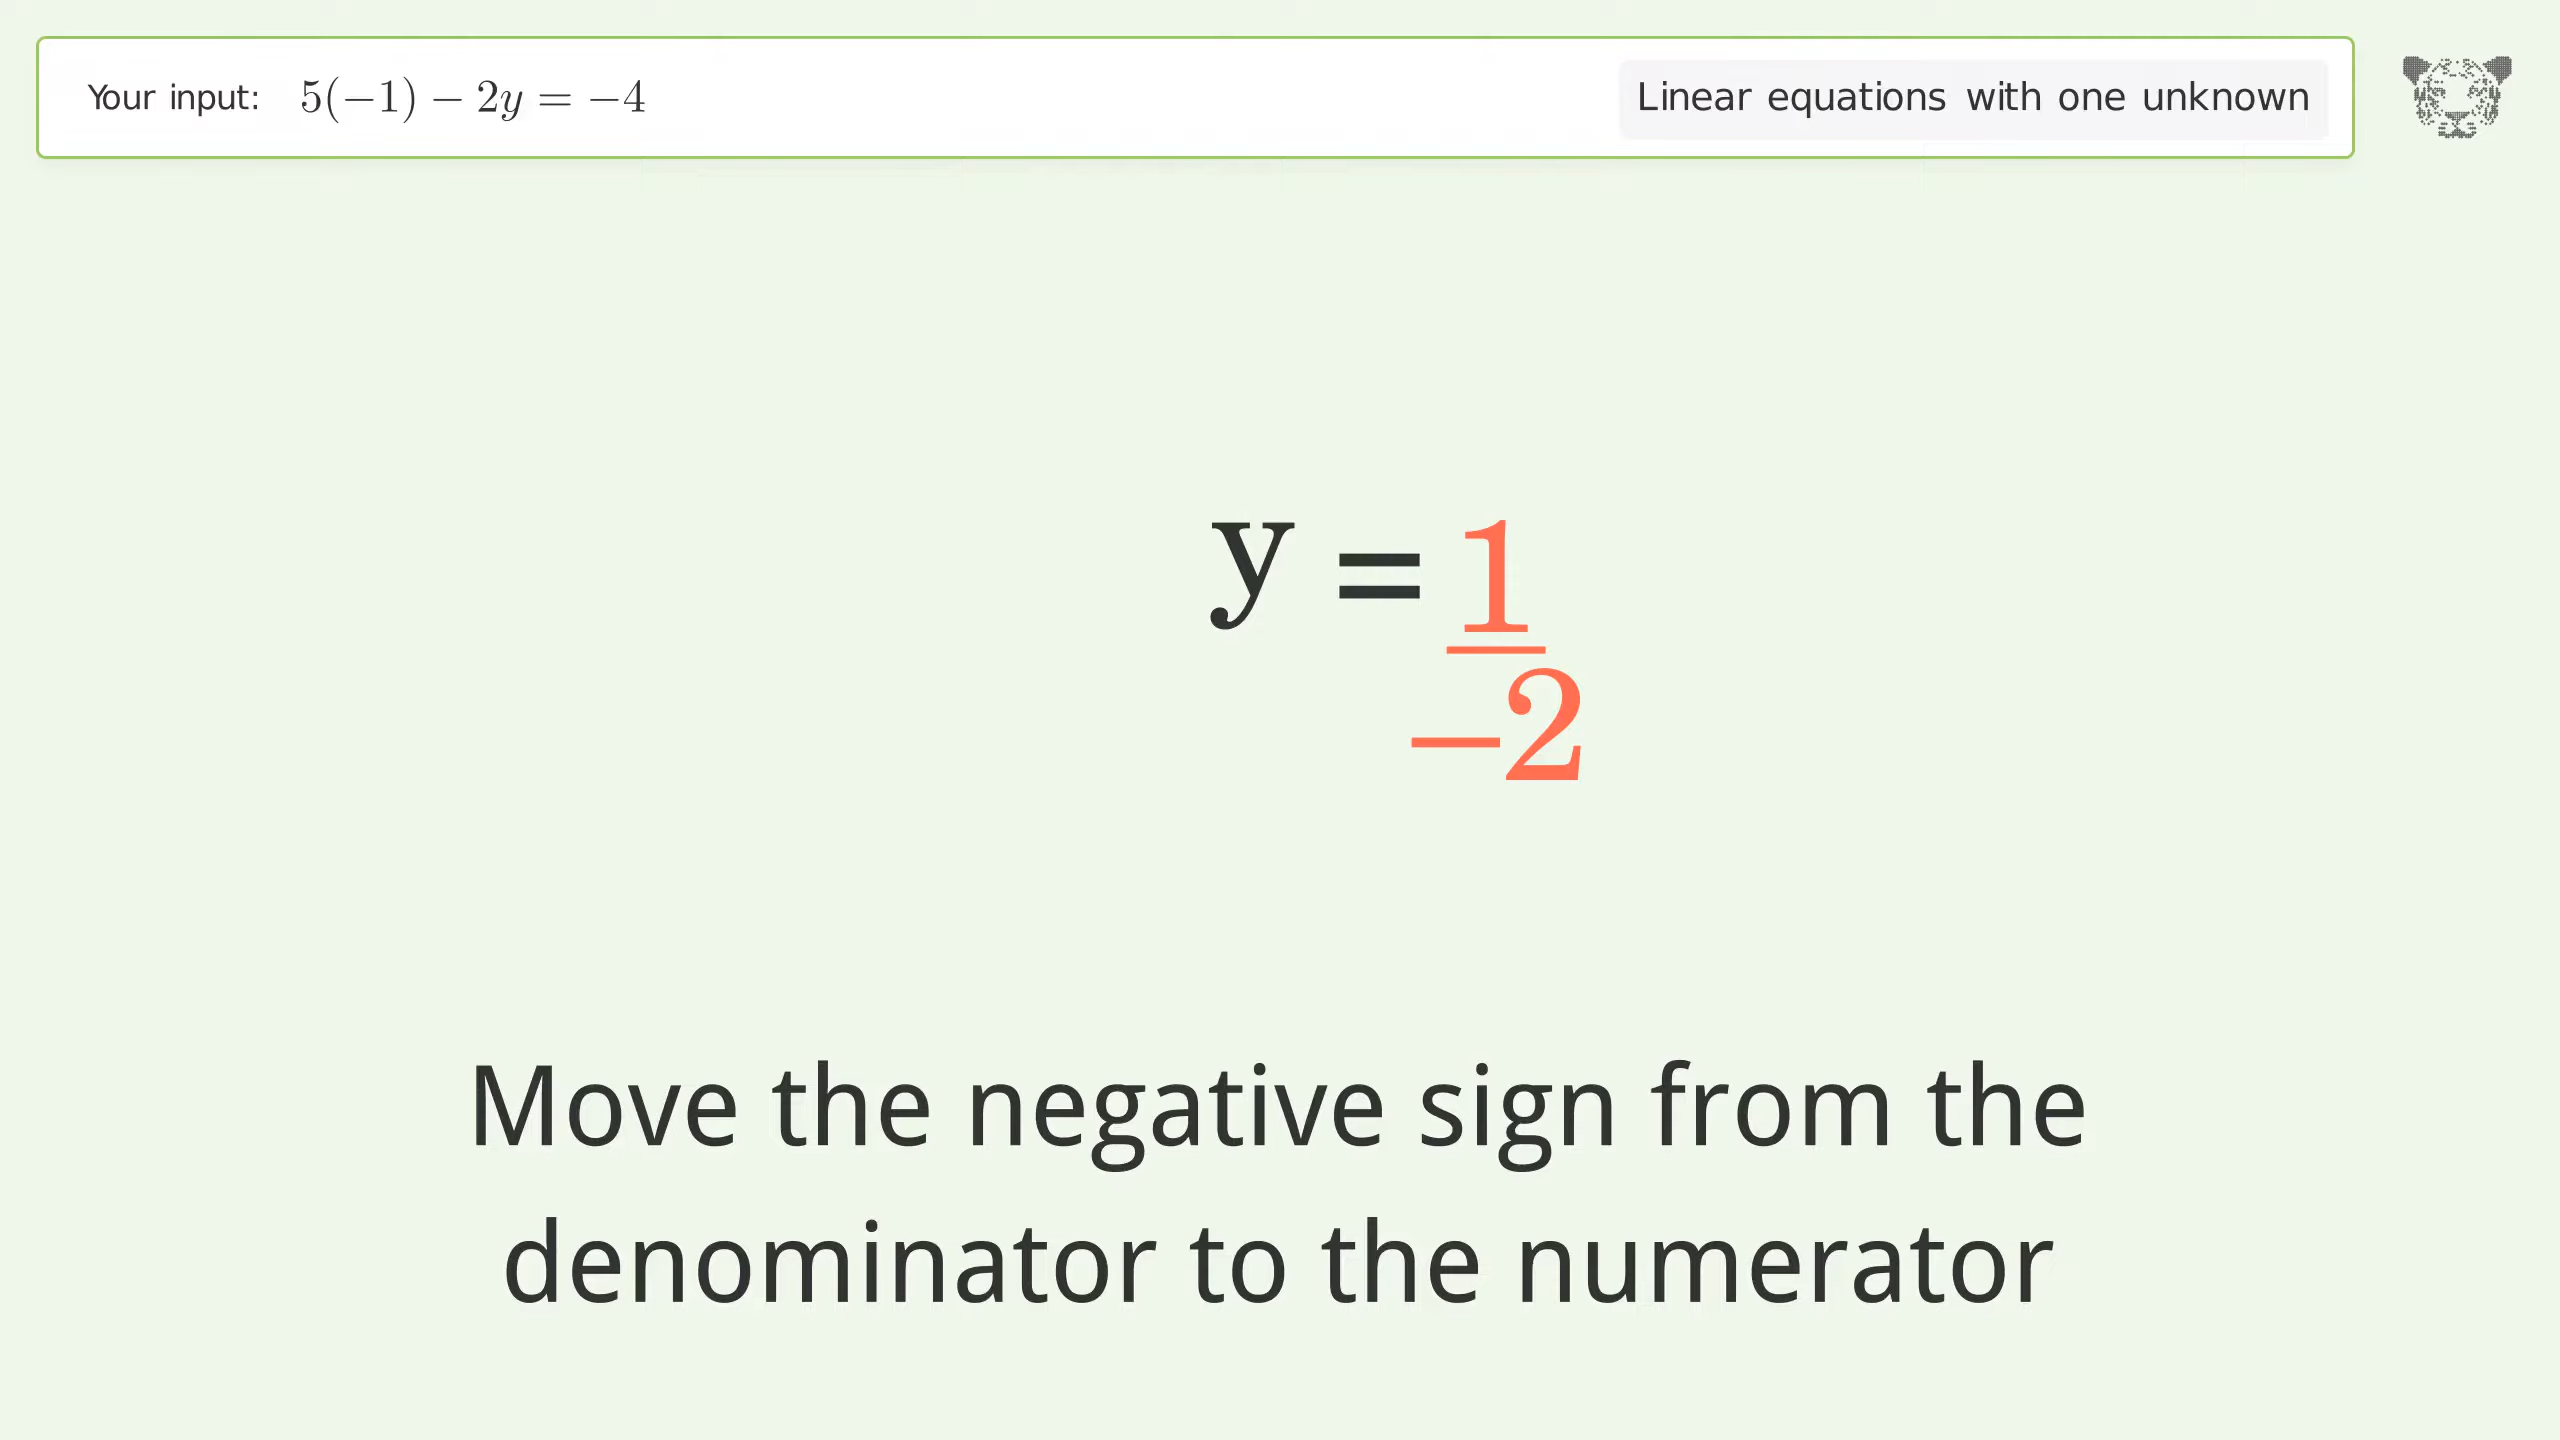 Your input: 5(−1) − 2y = −4
Linear equations with one unknown
y = 1
−2
Move the negative sign from the
denominator to the numerator